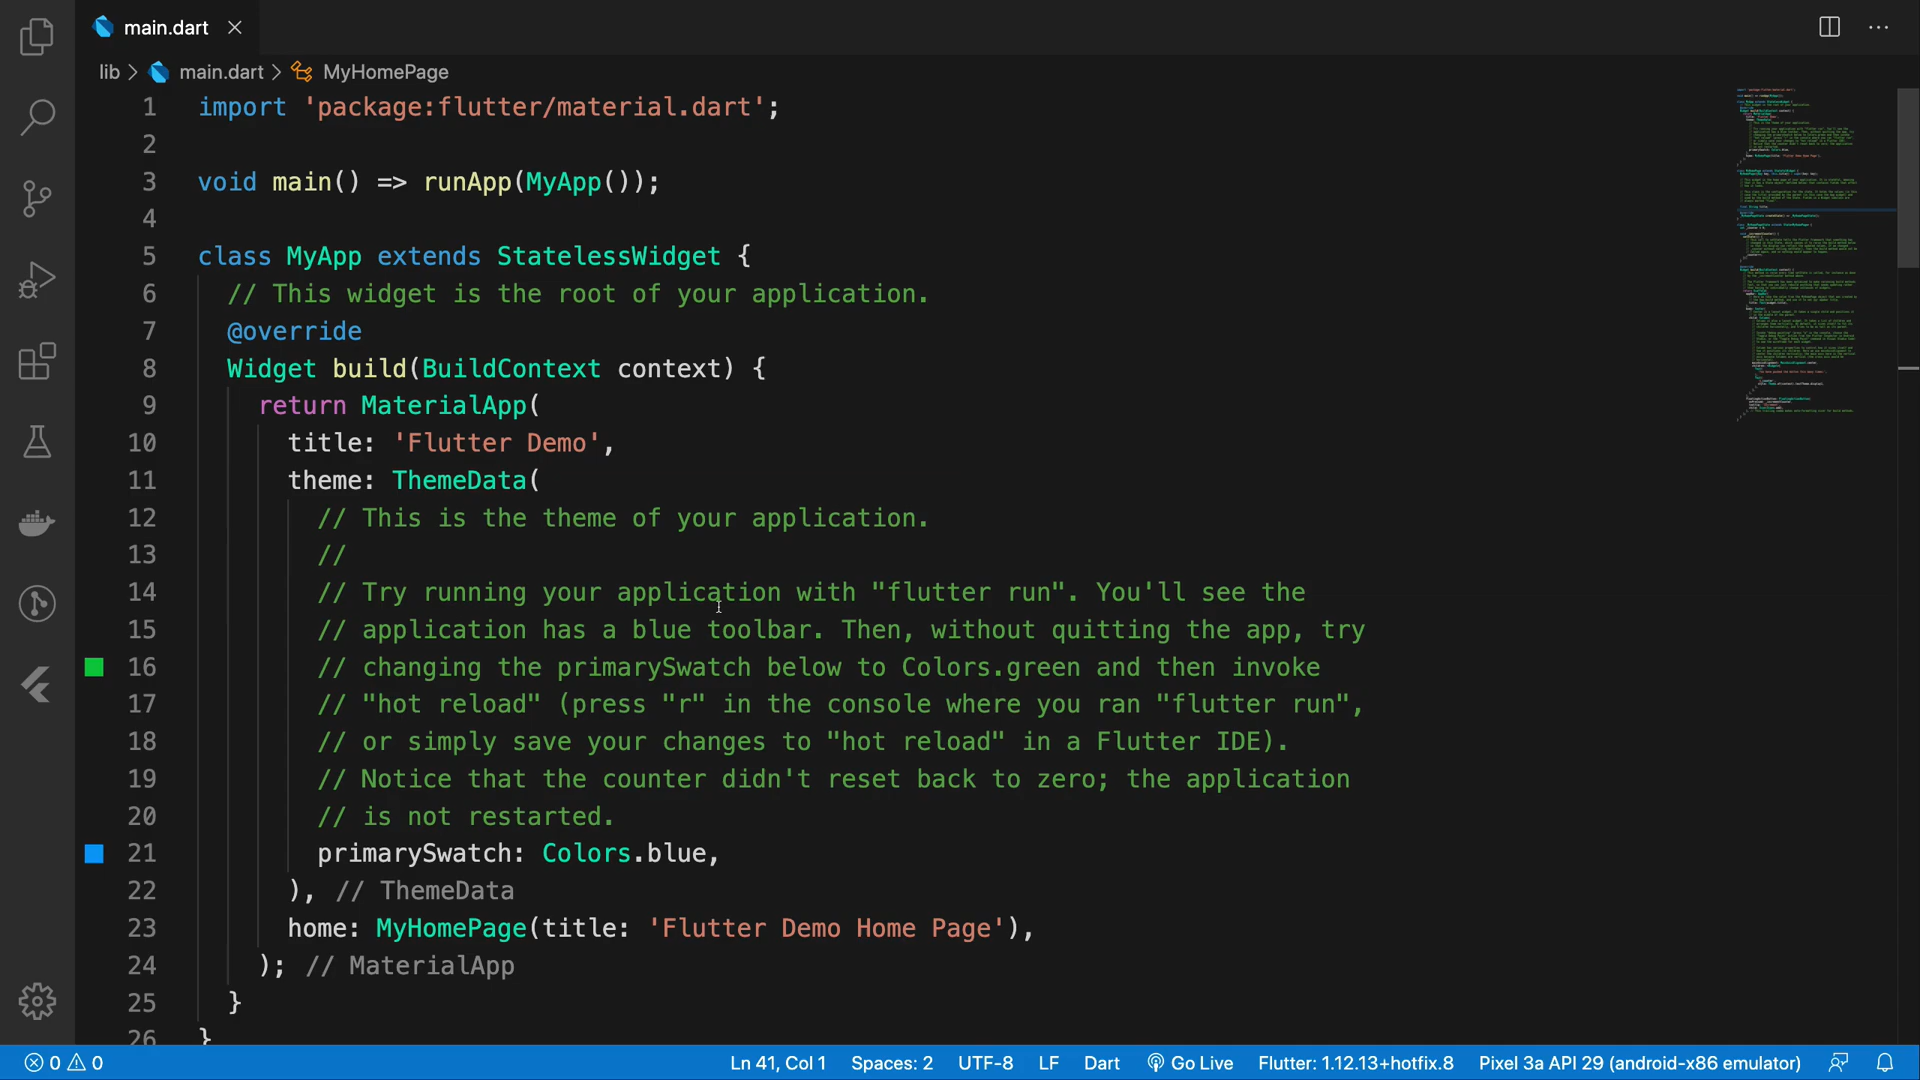 main.dart
lib > main.dart > MyHomePage
1 import 'package:flutter/material.dart';
2
3 void main() => runApp(MyApp());
4
5 class MyApp extends StatelessWidget {
6 // This widget is the root of your application.
7 @override
8 Widget build(BuildContext context) {
9 return MaterialApp(
10 title: 'Flutter Demo',
11 theme: ThemeData(
12 // This is the theme of your application.
13 //
14 // Try running your application with "flutter run". You'll see the
15 // application has a blue toolbar. Then, without quitting the app, try
16 // changing the primarySwatch below to Colors.green and then invoke
17 // "hot reload" (press "r" in the console where you ran "flutter run",
18 // or simply save your changes to "hot reload" in a Flutter IDE).
19 // Notice that the counter didn't reset back to zero; the application
20 // is not restarted.
21 primarySwatch: Colors.blue,
22 ), // ThemeData
23 home: MyHomePage(title: 'Flutter Demo Home Page'),
24 ); // MaterialApp
25 }
26 }
0 0 Ln 41, Col 1 Spaces: 2 UTF-8 LF Dart Go Live Flutter: 1.12.13+hotfix.8 Pixel 3a API 29 (android-x86 emulator)